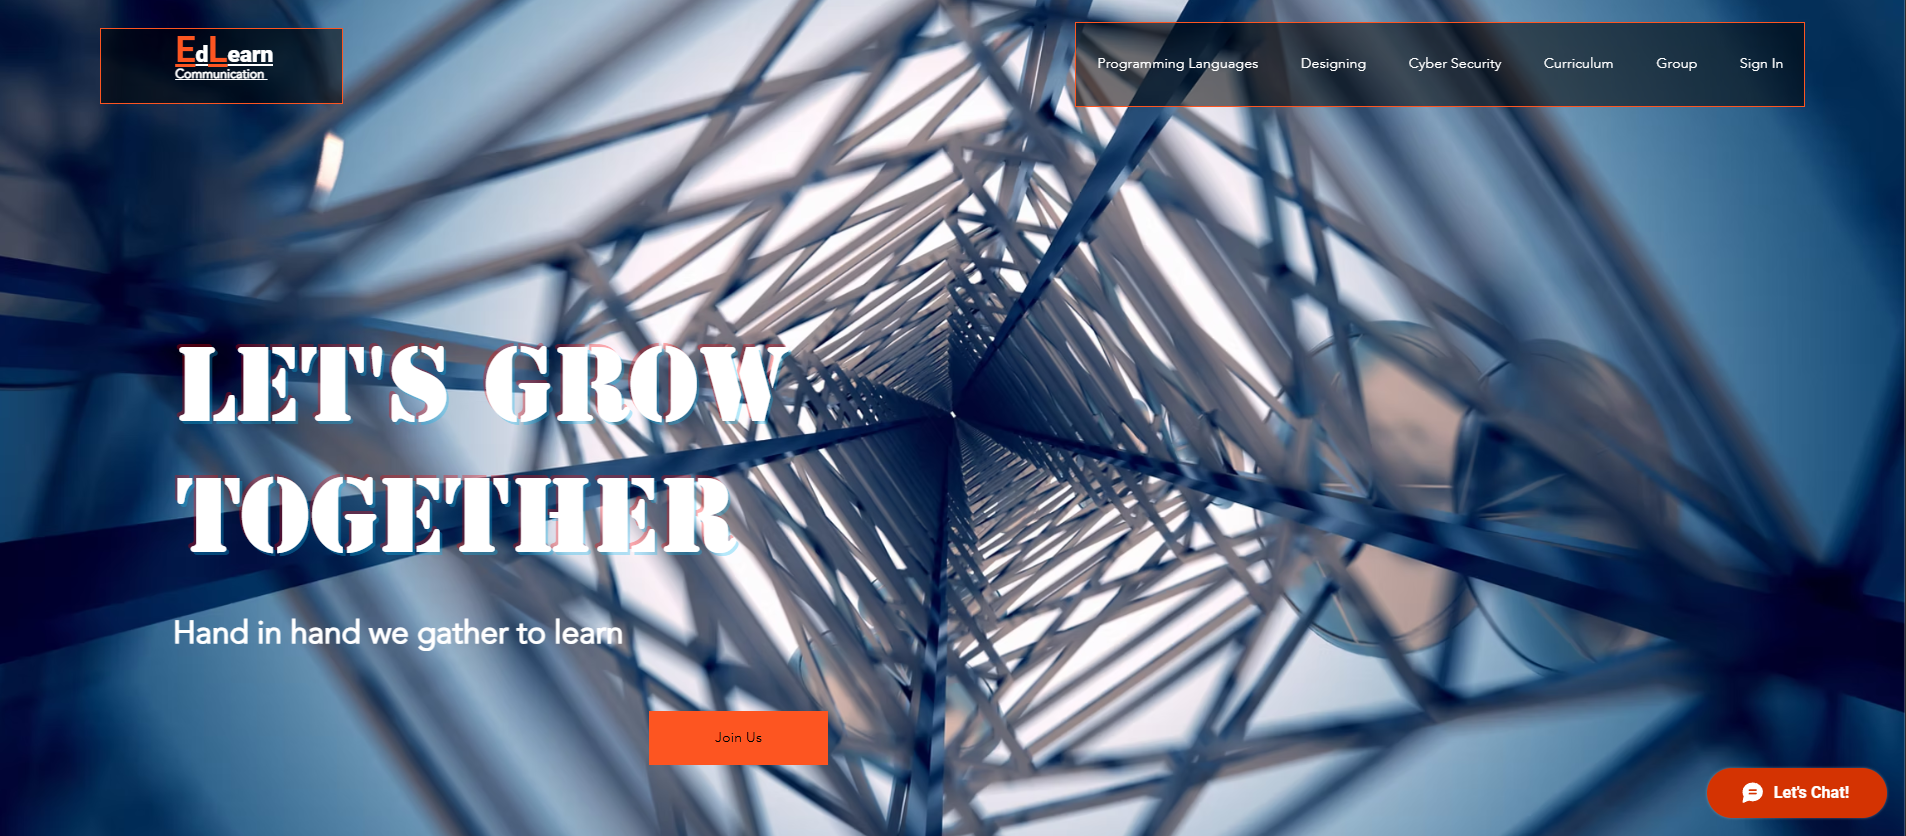 EdLearn
Communication
Programming Languages Designing Cyber Security Curriculum Group Sign In
LET'S GROW
TOGETHER
Hand in hand we gather to learn
Join Us
Let's Chat!